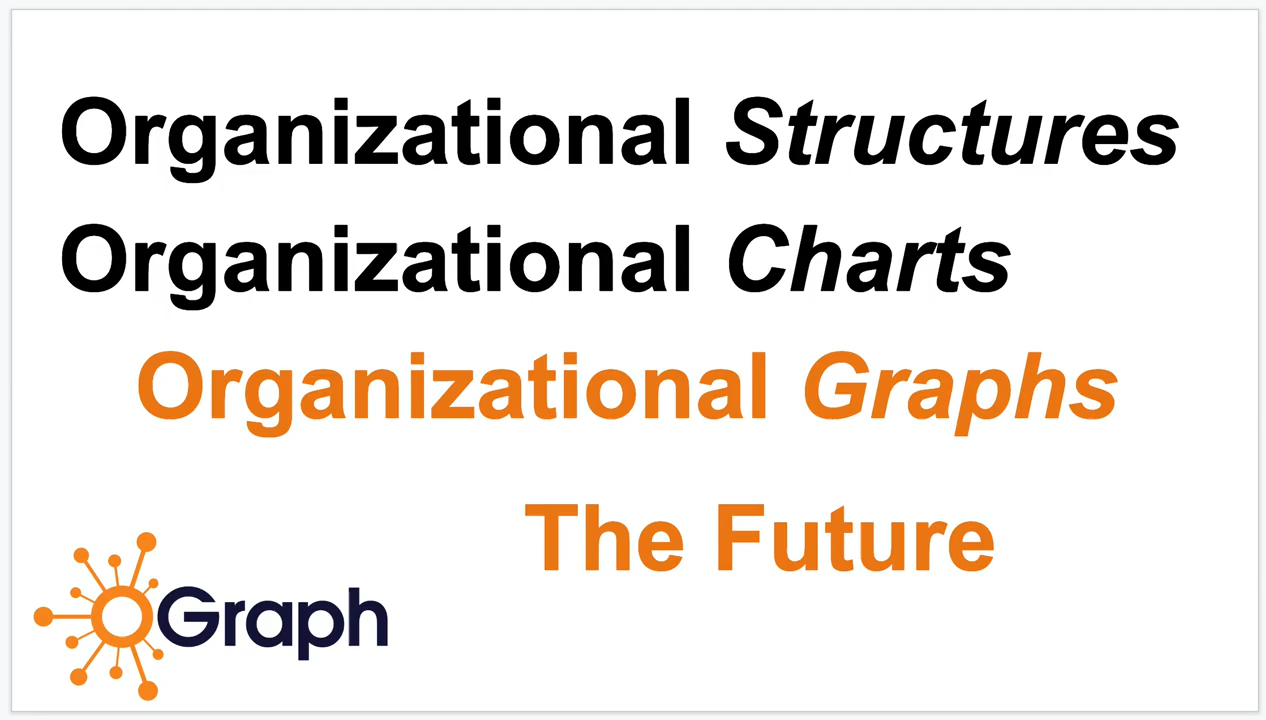 Organizational Structures
Organizational Charts
Organizational Graphs
The Future
OGraph